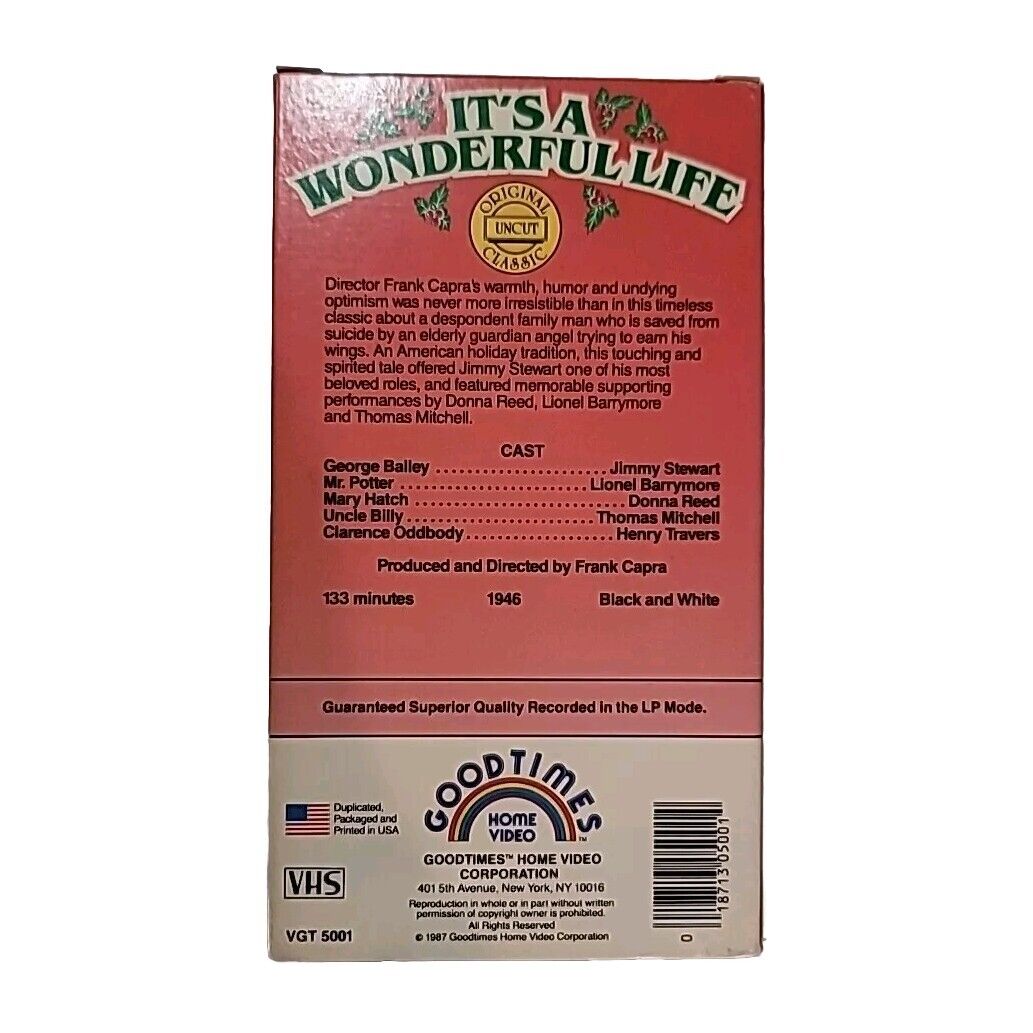 IT'S A
WONDERFUL LIFE
ORIGINAL
UNCUT
CLASSIC
Director Frank Capra's warmth, humor and undying
optimism was never more irresistible than in this timeless
classic about a despondent family man who is saved from
suicide by an elderly guardian angel trying to earn his
wings. An American holiday tradition, this touching and
spirited tale offered Jimmy Stewart one of his most
beloved roles, and featured memorable supporting
performances by Donna Reed, Lionel Barrymore
and Thomas Mitchell.
CAST
George Bailey ..................... Jimmy Stewart
Mr. Potter ........................ Lionel Barrymore
Mary Hatch ........................... Donna Reed
Uncle Billy ........................ Thomas Mitchell
Clarence Oddbody ................... Henry Travers
Produced and Directed by Frank Capra
133 minutes 1946 Black and White
Guaranteed Superior Quality Recorded in the LP Mode.
GOODTIMES
HOME
VIDEO™
Duplicated,
Packaged and
Printed in USA
GOODTIMES™ HOME VIDEO
CORPORATION
401 5th Avenue, New York, NY 10016
Reproduction in whole or in part without written
permission of copyright owner is prohibited.
All Rights Reserved
© 1987 Goodtimes Home Video Corporation
VHS
VGT 5001
18713 05001
0